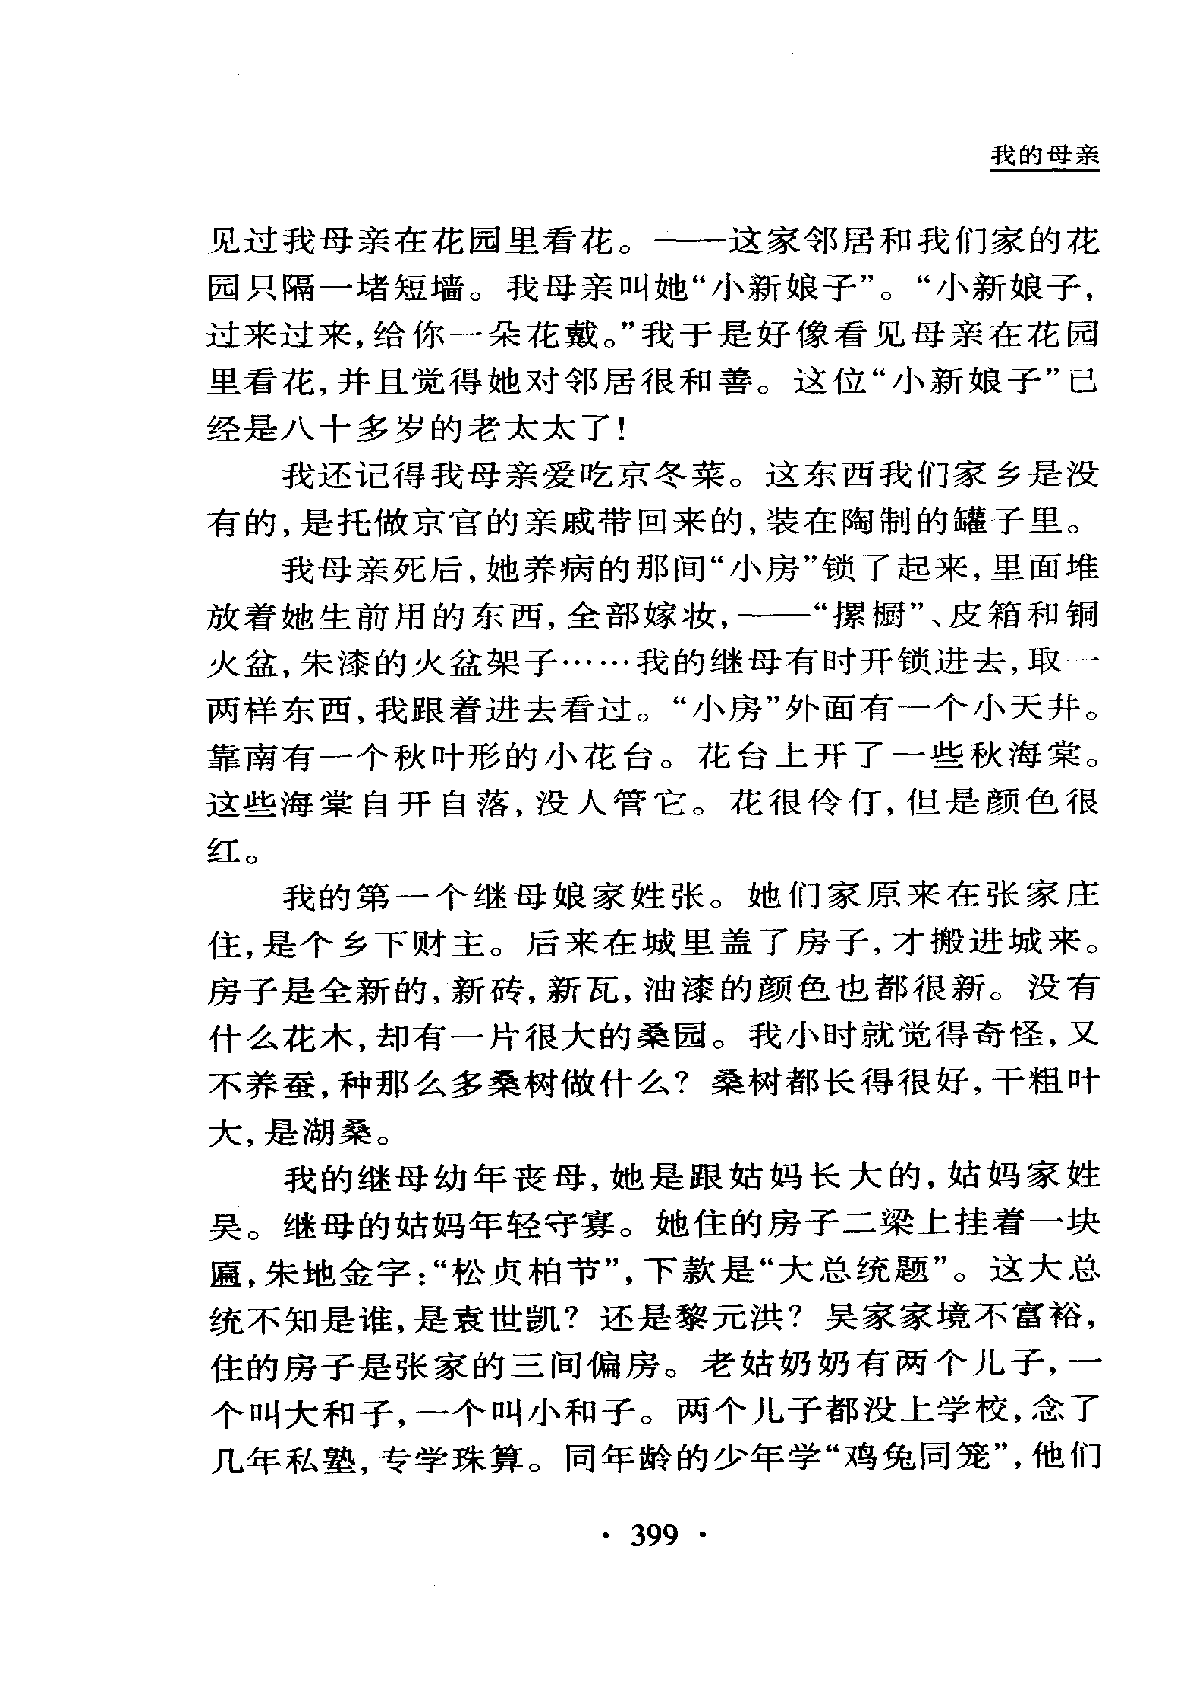 我的母亲
见过我母亲在花园里看花。——这家邻居和我们家的花
园只隔一堵短墙。我母亲叫她“小新娘子”。“小新娘子,
过来过来,给你一朵花戴。”我于是好像看见母亲在花园
里看花,并且觉得她对邻居很和善。这位“小新娘子”已
经是八十多岁的老太太了!
我还记得我母亲爱吃京冬菜。这东西我们家乡是没
有的,是托做京官的亲戚带回来的,装在陶制的罐子里。
我母亲死后,她养病的那间“小房”锁了起来,里面堆
放着她生前用的东西,全部嫁妆,——“摞橱”、皮箱和铜
火盆,朱漆的火盆架子……我的继母有时开锁进去,取一
两样东西,我跟着进去看过。“小房”外面有一个小天井。
靠南有一个秋叶形的小花台。花台上开了一些秋海棠。
这些海棠自开自落,没人管它。花很伶仃,但是颜色很
红。
我的第一个继母娘家姓张。她们家原来在张家庄
住,是个乡下财主。后来在城里盖了房子,才搬进城来。
房子是全新的,新砖,新瓦,油漆的颜色也都很新。没有
什么花木,却有一片很大的桑园。我小时就觉得奇怪,又
不养蚕,种那么多桑树做什么?桑树都长得很好,干粗叶
大,是湖桑。
我的继母幼年丧母,她是跟姑妈长大的,姑妈家姓
吴。继母的姑妈年轻守寡。她住的房子二梁上挂着一块
匾,朱地金字:“松贞柏节”,下款是“大总统题”。这大总
统不知是谁,是袁世凯?还是黎元洪?吴家家境不富裕,
住的房子是张家的三间偏房。老姑奶奶有两个儿子,一
个叫大和子,一个叫小和子。两个儿子都没上学校,念了
几年私塾,专学珠算。同年龄的少年学“鸡兔同笼”,他们
· 399 ·